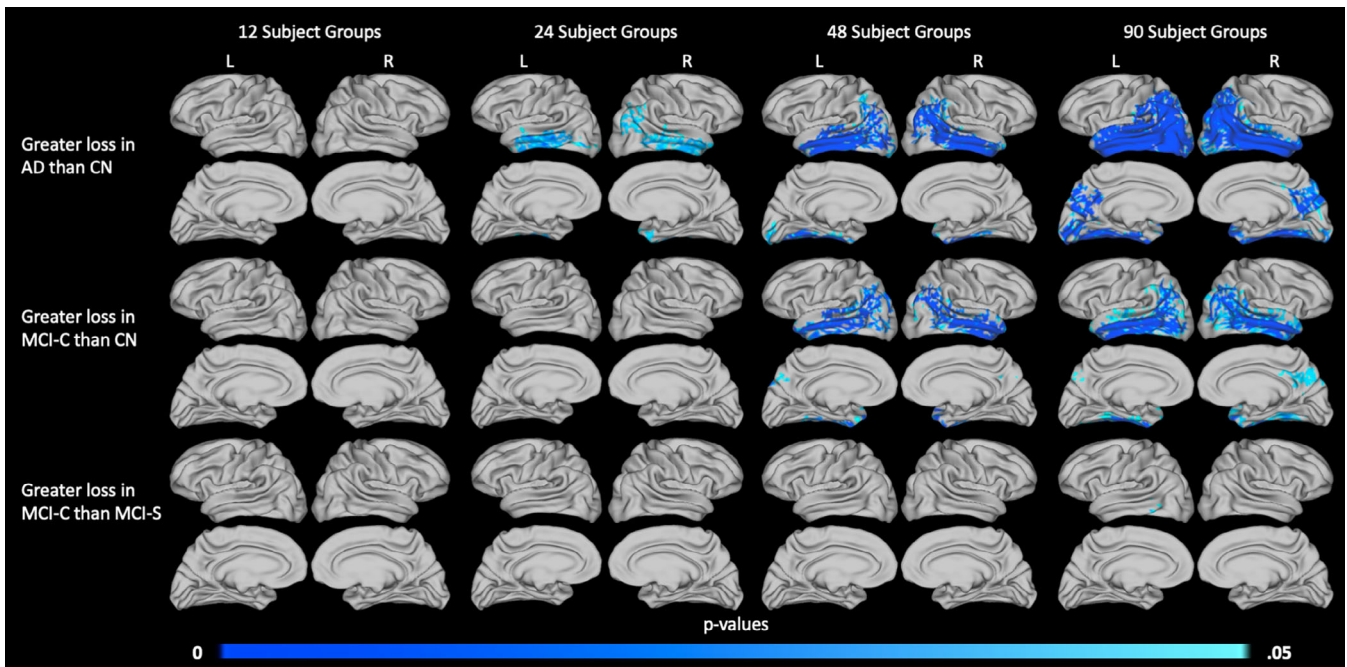 12 Subject Groups
24 Subject Groups
48 Subject Groups
90 Subject Groups
L
R
L
R
L
R
L
R
Greater loss in
AD than CN
Greater loss in
MCI-C than CN
Greater loss in
MCI-C than MCI-S
p-values
0
.05